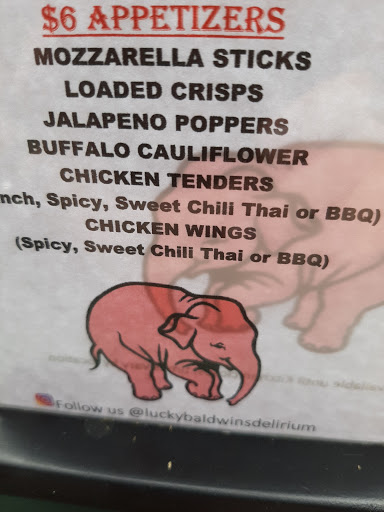 $6 APPETIZERS
MOZZARELLA STICKS
LOADED CRISPS
JALAPENO POPPERS
BUFFALO CAULIFLOWER
CHICKEN TENDERS
nch, Spicy, Sweet Chili Thai or BBQ)
CHICKEN WINGS
(Spicy, Sweet Chili Thai or BBQ)
Follow us @luckybaldwinsdelirium